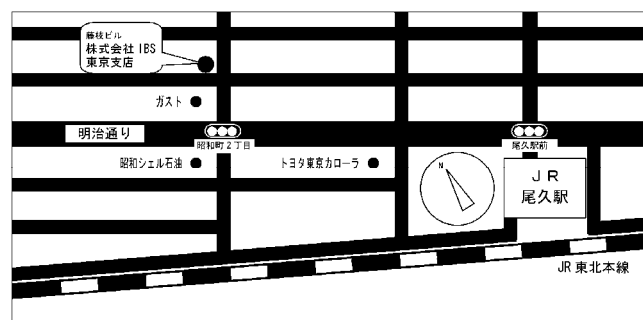 藤枝ビル
株式会社 IBS
東京支店
ガスト
明治通り
昭和町2丁目
尾久駅前
昭和シェル石油
トヨタ東京カローラ
N
JR
尾久駅
JR 東北本線